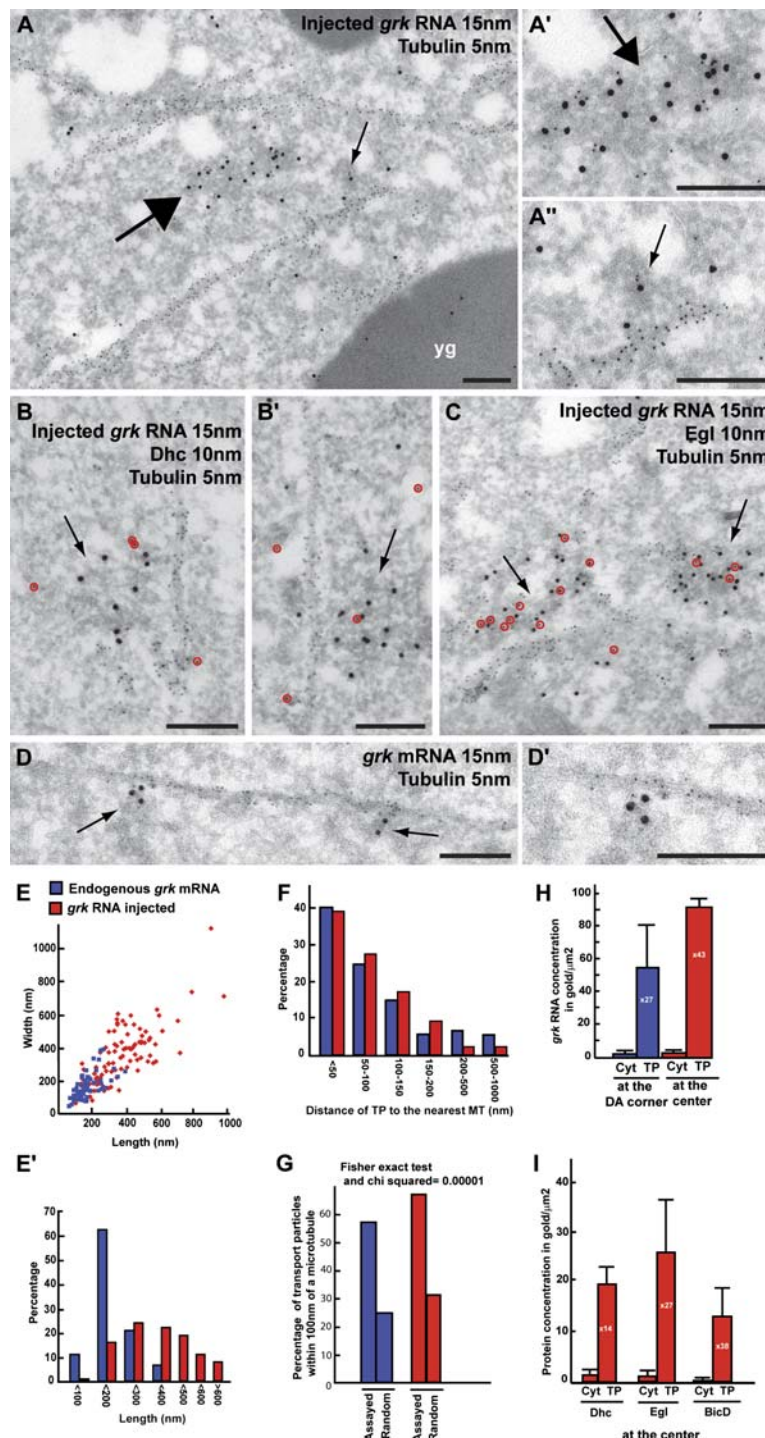 A
Injected grk RNA 15nm
Tubulin 5nm
yg
A'
A''
B
Injected grk RNA 15nm
Dhc 10nm
Tubulin 5nm
B'
C
Injected grk RNA 15nm
Egl 10nm
Tubulin 5nm
D
grk mRNA 15nm
Tubulin 5nm
D'
E
Endogenous grk mRNA
grk RNA injected
Width (nm)
1000
800
600
400
200
0
200 400 600 800 1000
Length (nm)
F
Percentage
40
30
20
10
0
<50
50-100
100-150
150-200
200-500
500-1000
Distance of TP to the nearest MT (nm)
H
grk RNA concentration
in gold/µm2
100
80
60
40
20
0
x27
x43
Cyt TP Cyt TP
at the
DA corner
at the
center
E'
Percentage
70
60
50
40
30
20
10
0
<100
<200
<300
<400
<500
<600
>600
Length (nm)
G
Fisher exact test
and chi squared= 0.00001
Percentage of transport particles
within 100nm of a microtubule
60
50
40
30
20
10
0
Assayed
Random
Assayed
Random
I
Protein concentration in gold/µm2
40
20
0
x14
x27
x38
Cyt TP Cyt TP Cyt TP
Dhc Egl BicD
at the center